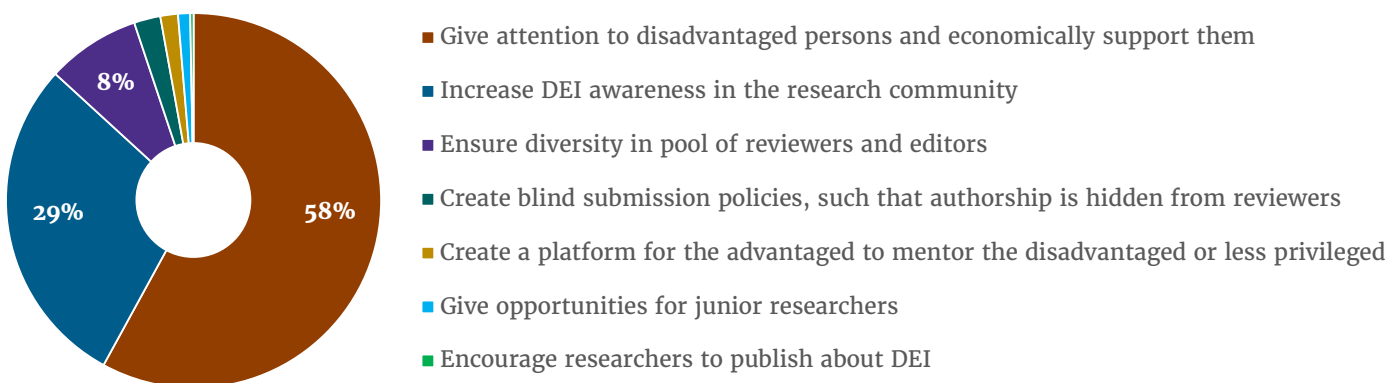 8%
29%
58%
Give attention to disadvantaged persons and economically support them
Increase DEI awareness in the research community
Ensure diversity in pool of reviewers and editors
Create blind submission policies, such that authorship is hidden from reviewers
Create a platform for the advantaged to mentor the disadvantaged or less privileged
Give opportunities for junior researchers
Encourage researchers to publish about DEI